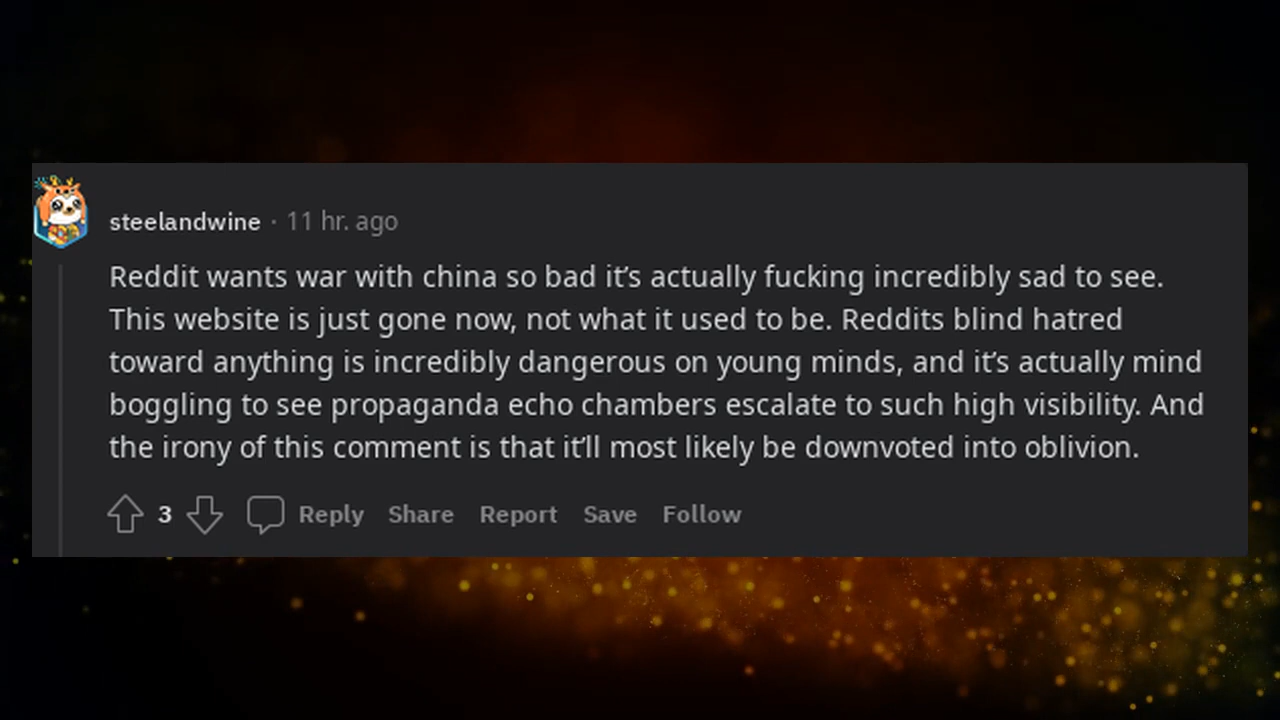 steelandwine · 11 hr. ago
Reddit wants war with china so bad it’s actually fucking incredibly sad to see.
This website is just gone now, not what it used to be. Reddits blind hatred
toward anything is incredibly dangerous on young minds, and it’s actually mind
boggling to see propaganda echo chambers escalate to such high visibility. And
the irony of this comment is that it’ll most likely be downvoted into oblivion.
3 Reply Share Report Save Follow